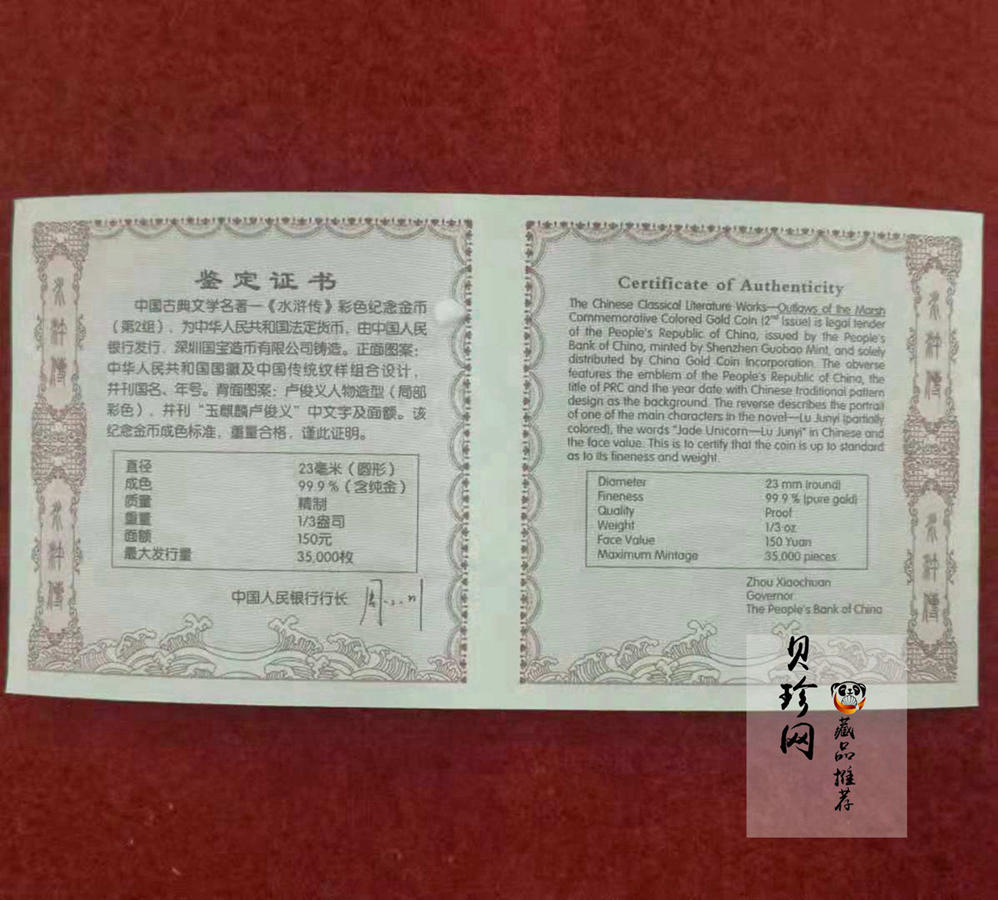 鉴定证书
中国古典文学名著—《水浒传》彩色纪念金币
（第2组），为中华人民共和国法定货币，由中国人民
银行发行，深圳国宝造币有限公司铸造。正面图案：
中华人民共和国国徽及中国传统纹样组合设计，
并刊国名、年号。背面图案：卢俊义人物造型（局部
彩色），并刊“玉麒麟卢俊义”中文字及面额。该
纪念金币成色标准，重量合格，谨此证明。
直径 23毫米（圆形）
成色 99.9％（含纯金）
质量 精制
重量 1/3盎司
面额 150元
最大发行量 35,000枚
中国人民银行行长
水浒传
水浒传
Certificate of Authenticity
The Chinese Classical Literature Works—Outlaws of the Marsh
Commemorative Colored Gold Coin (2nd Issue) is legal tender
of the People's Republic of China, issued by the People's
Bank of China, minted by Shenzhen Guobao Mint, and solely
distributed by China Gold Coin Incorporation. The obverse
features the emblem of the People's Republic of China, the
title of PRC and the year date with Chinese traditional pattern
design as the background. The reverse describes the portrait
of one of the main characters in the novel—Lu Junyi (partially
colored), the words "Jade Unicorn—Lu Junyi" in Chinese and
the face value. This is to certify that the coin is up to standard
as to its fineness and weight.
Diameter 23 mm (round)
Fineness 99.9 % (pure gold)
Quality Proof
Weight 1/3 oz
Face Value 150 Yuan
Maximum Mintage 35,000 pieces
Zhou Xiaochuan
Governor
The People's Bank of China
水浒传
水浒传
贝珍网
藏品推荐